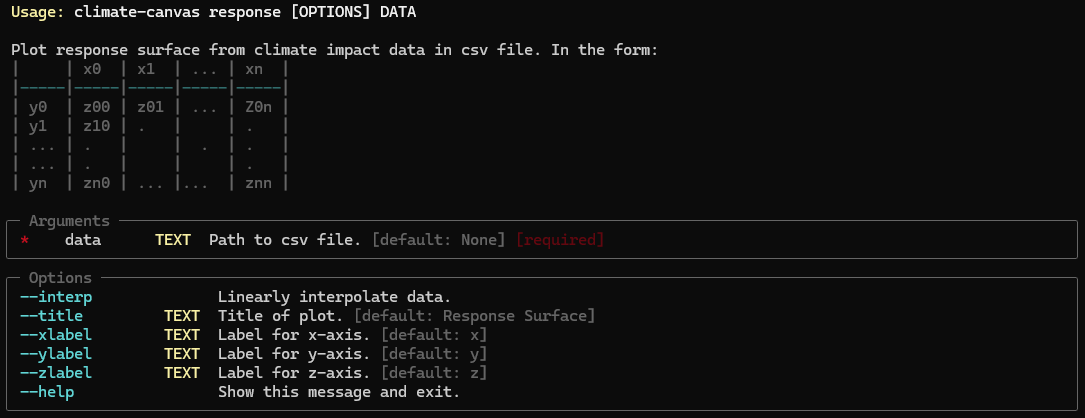 Usage: climate-canvas response [OPTIONS] DATA
Plot response surface from climate impact data in csv file. In the form:
|     | x0  | x1  | ... | xn  |
|-----|-----|-----|-----|-----|
| y0  | z00 | z01 | ... | Z0n |
| y1  | z10 | .   |     | .   |
| ... | .   |     |  .  | .   |
| ... | .   |     |     | .   |
| yn  | zn0 | ... |...  | znn |
Arguments
*    data      TEXT  Path to csv file. [default: None] [required]
Options
--interp              Linearly interpolate data.
--title         TEXT  Title of plot. [default: Response Surface]
--xlabel        TEXT  Label for x-axis. [default: x]
--ylabel        TEXT  Label for y-axis. [default: y]
--zlabel        TEXT  Label for z-axis. [default: z]
--help                Show this message and exit.